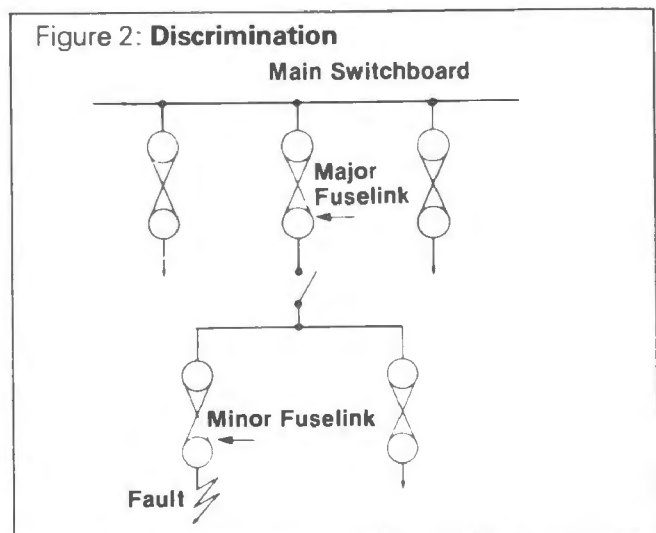 Figure 2: Discrimination
Main Switchboard
Major
Fuselink
Minor Fuselink
Fault